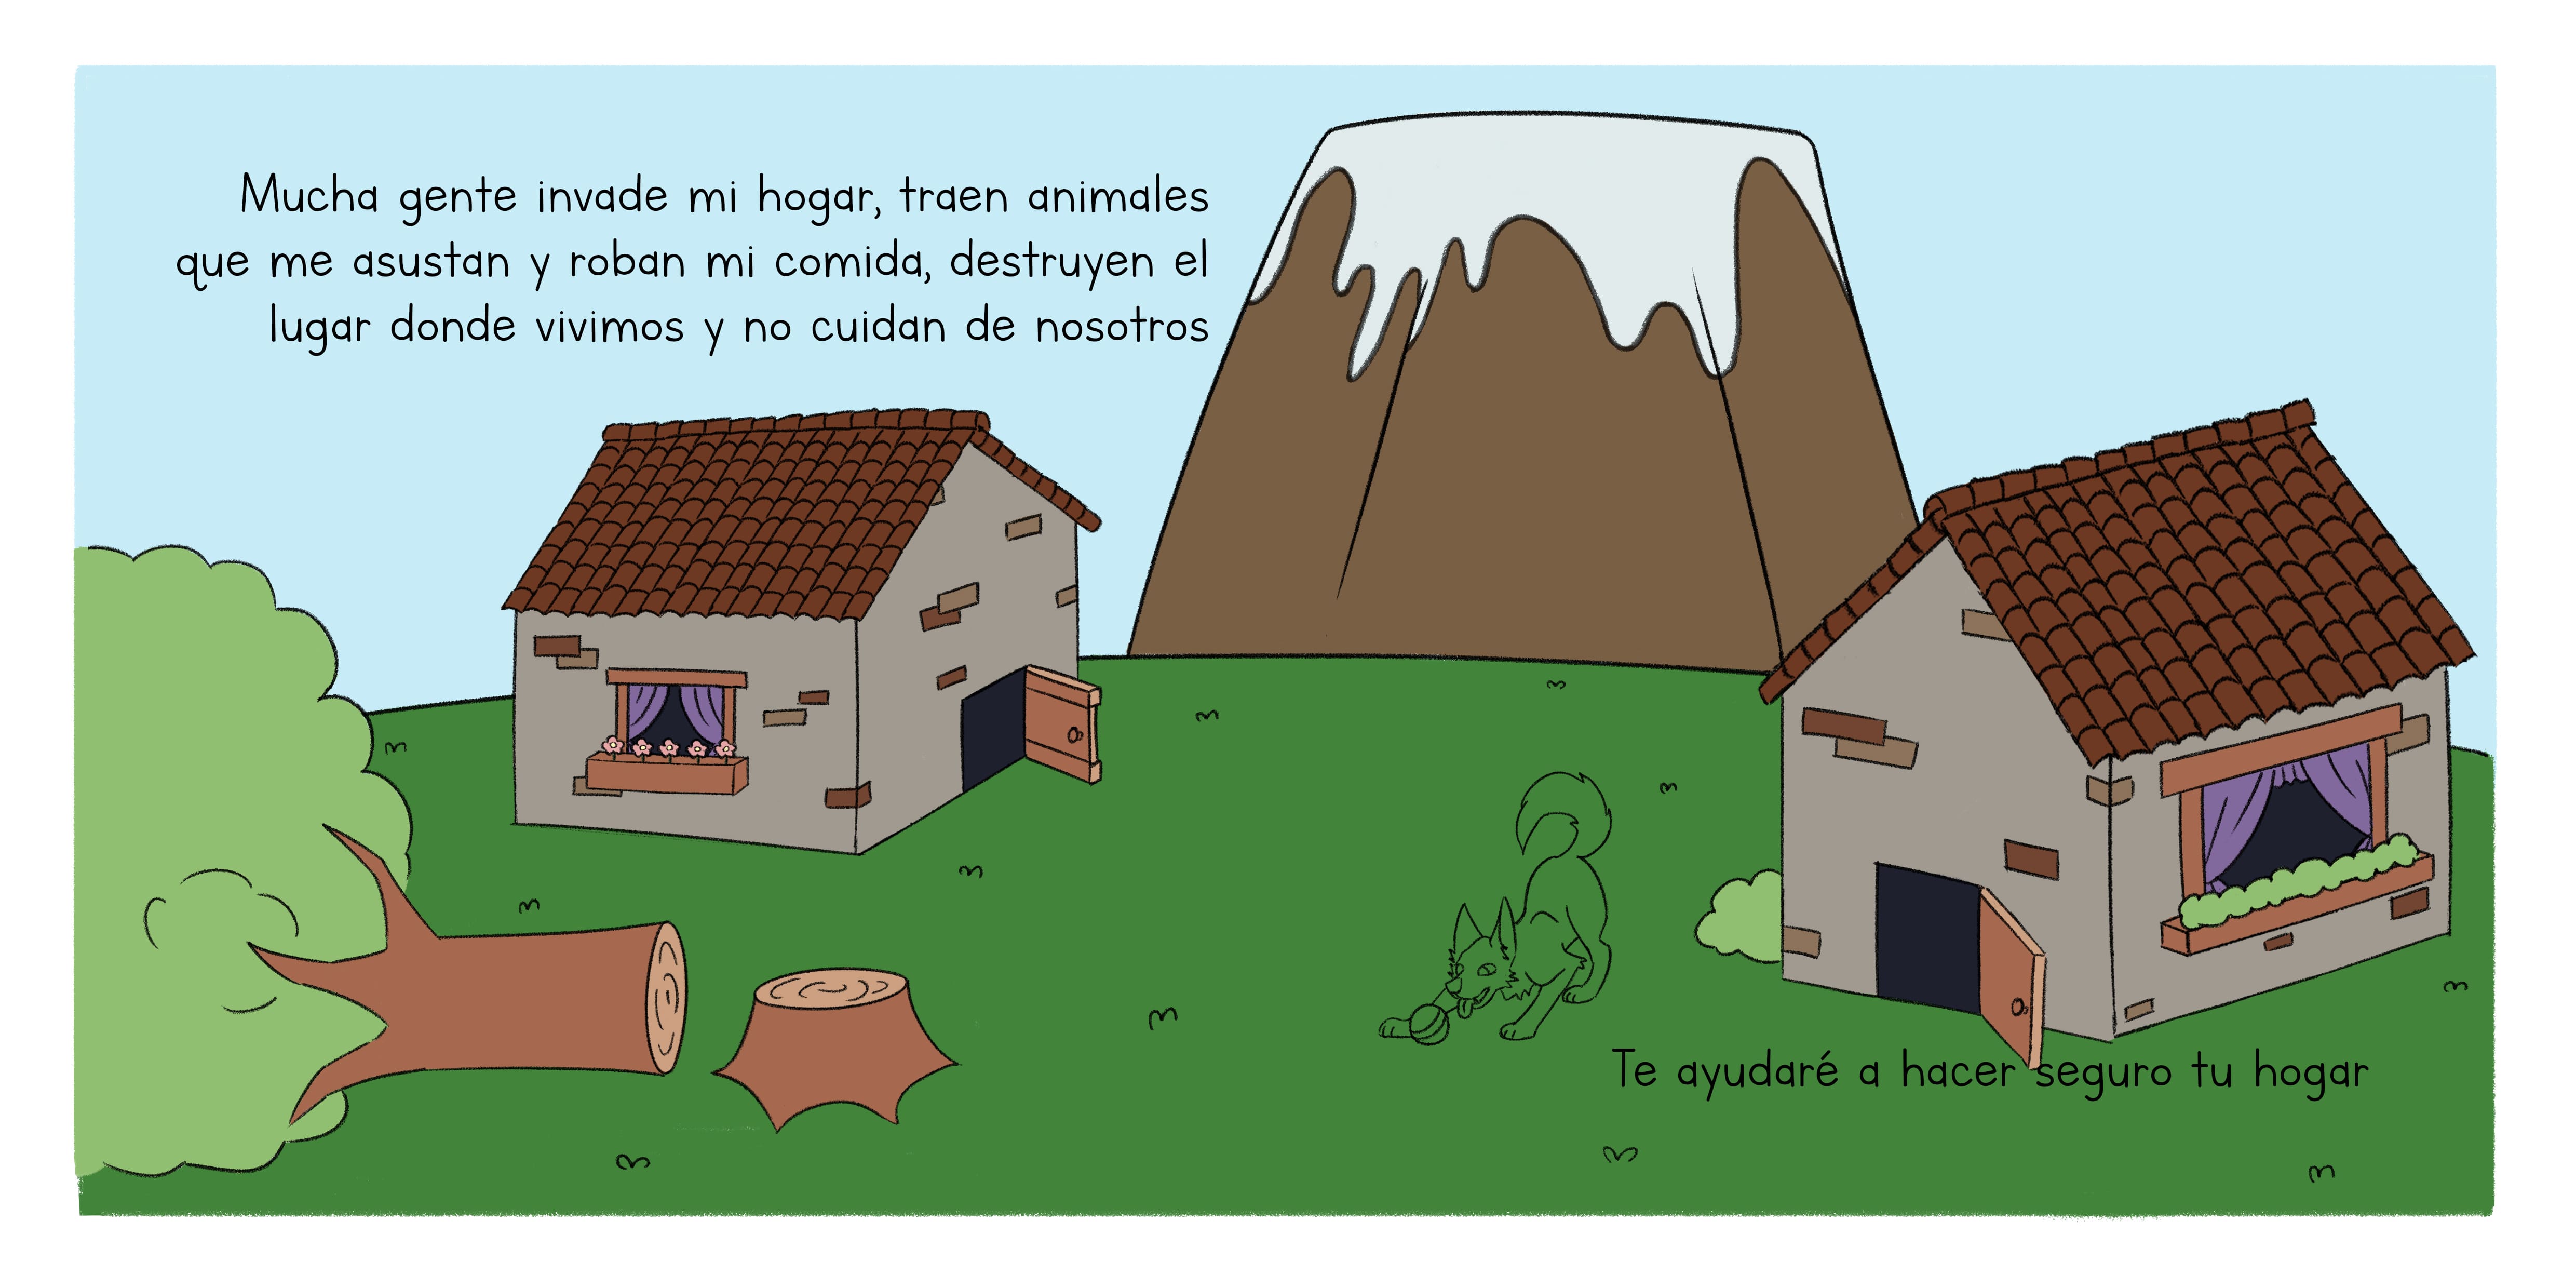 Mucha gente invade mi hogar, traen animales
que me asustan y roban mi comida, destruyen el
lugar donde vivimos y no cuidan de nosotros
Te ayudaré a hacer seguro tu hogar